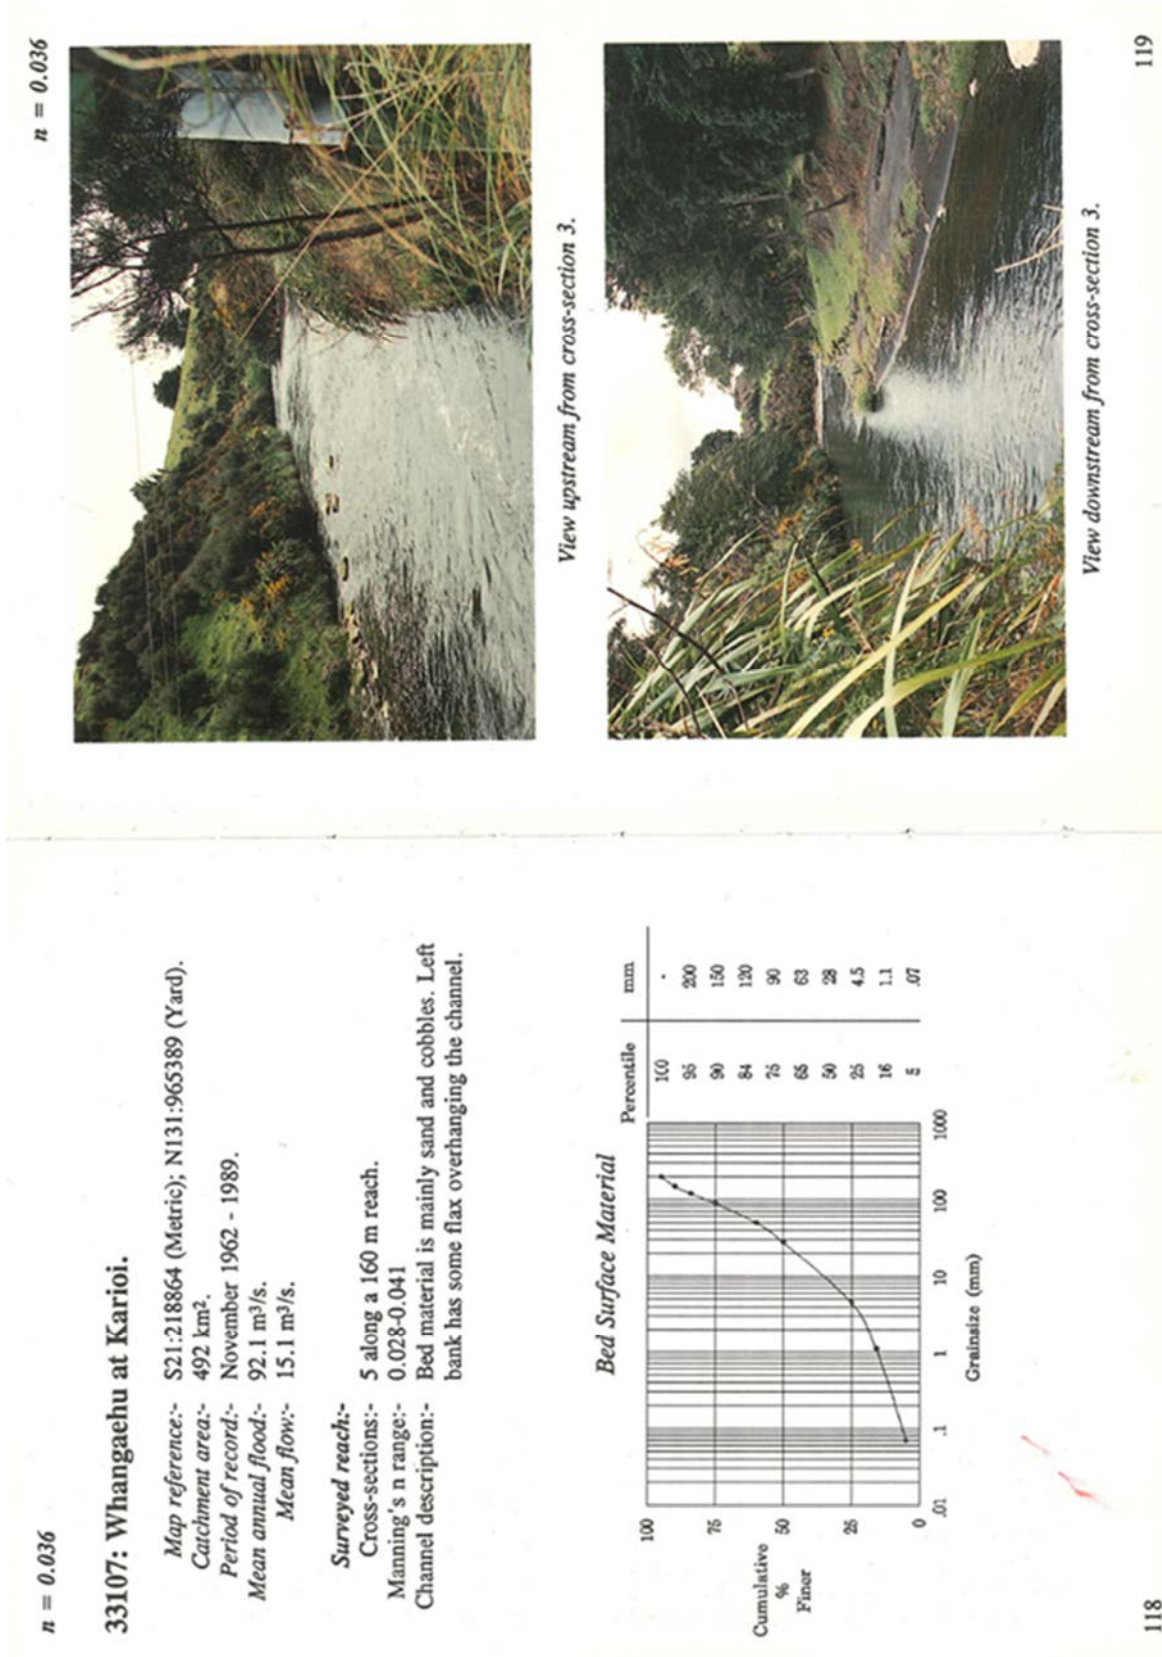 n = 0.036
33107: Whangaehu at Karioi.
Map reference:- S21:218864 (Metric); N131:965389 (Yard).
Catchment area:- 492 km².
Period of record:- November 1962 - 1989.
Mean annual flood:- 92.1 m³/s.
Mean flow:- 15.1 m³/s.
Surveyed reach:-
Cross-sections:- 5 along a 160 m reach.
Manning's n range:- 0.028-0.041
Channel description:- Bed material is mainly sand and cobbles. Left
bank has some flax overhanging the channel.
Bed Surface Material
100
75
50
25
0
Cumulative
%
Finer
.01 .1 1 10 100 1000
Grainsize (mm)
Percentile mm
100 -
95 200
90 150
84 120
75 90
65 63
50 28
25 4.5
16 1.1
5 .07
118
n = 0.036
View upstream from cross-section 3.
View downstream from cross-section 3.
119